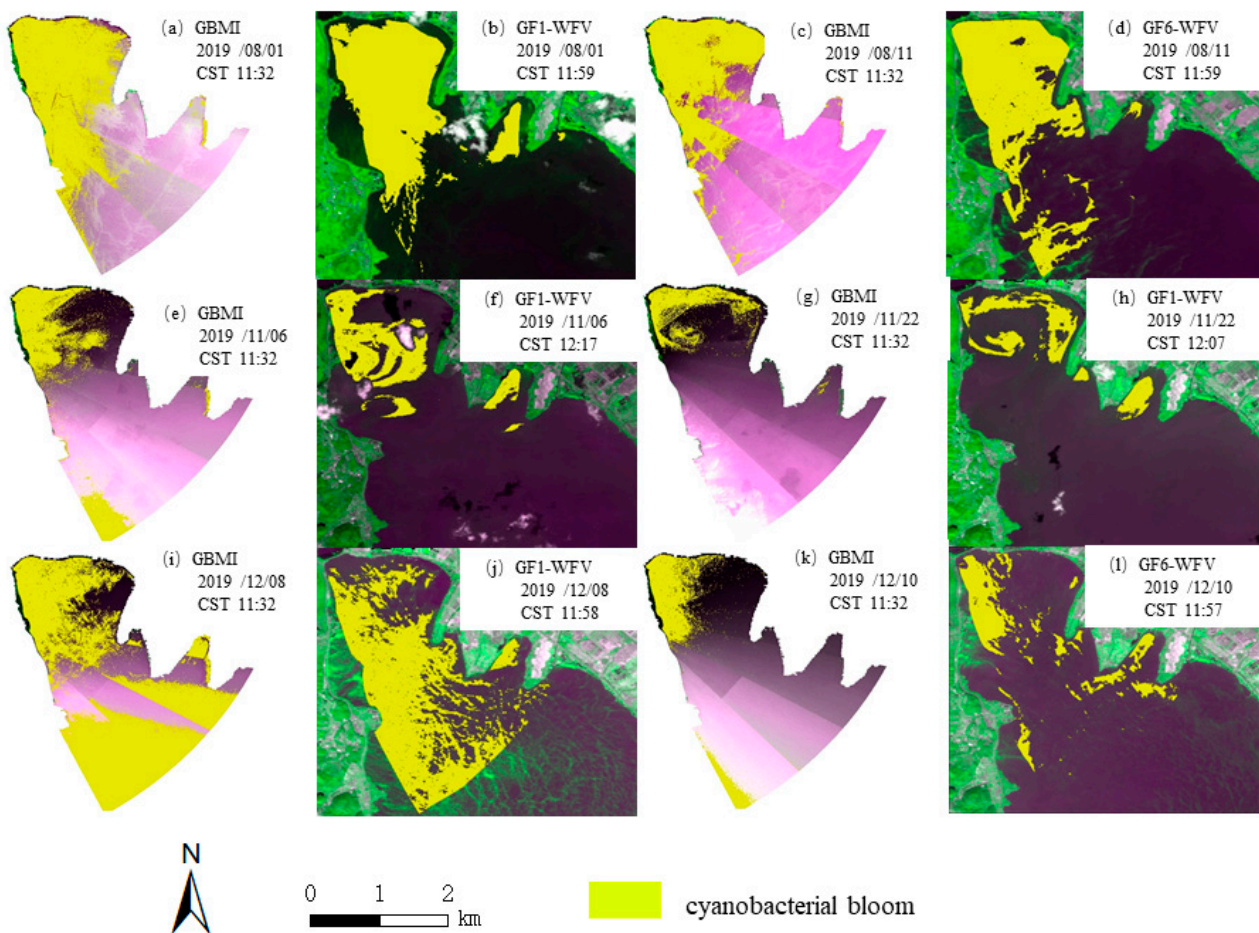 (a) GBMI
2019 /08/01
CST 11:32
(b) GF1-WFV
2019 /08/01
CST 11:59
(c) GBMI
2019 /08/11
CST 11:32
(d) GF6-WFV
2019 /08/11
CST 11:59
(e) GBMI
2019 /11/06
CST 11:32
(f) GF1-WFV
2019 /11/06
CST 12:17
(g) GBMI
2019 /11/22
CST 11:32
(h) GF1-WFV
2019 /11/22
CST 12:07
(i) GBMI
2019 /12/08
CST 11:32
(j) GF1-WFV
2019 /12/08
CST 11:58
(k) GBMI
2019 /12/10
CST 11:32
(l) GF6-WFV
2019 /12/10
CST 11:57
N
0 1 2
km
cyanobacterial bloom